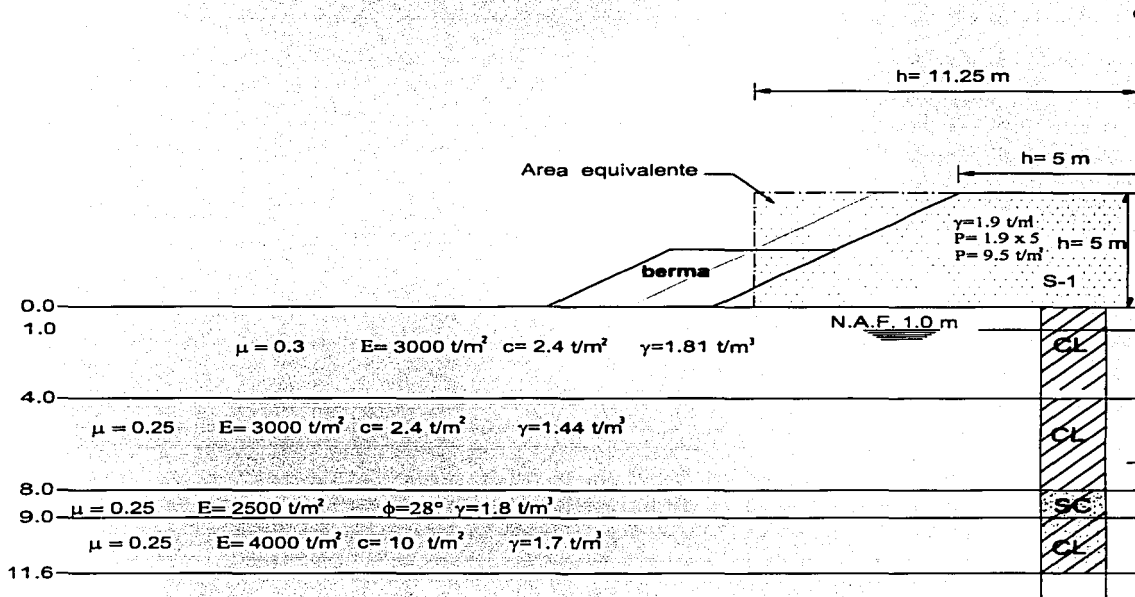 h= 11.25 m
h= 5 m
Area equivalente
γ=1.9 t/m³
P= 1.9 x 5
P= 9.5 t/m²
h= 5 m
berma
S-1
0.0
1.0
N.A.F. 1.0 m
μ = 0.3 E= 3000 t/m² c= 2.4 t/m² γ=1.81 t/m³
CL
4.0
μ = 0.25 E= 3000 t/m² c= 2.4 t/m² γ=1.44 t/m³
CL
8.0
μ = 0.25 E= 2500 t/m² ϕ=28° γ=1.8 t/m³
SC
9.0
μ = 0.25 E= 4000 t/m² c= 10 t/m² γ=1.7 t/m³
CL
11.6